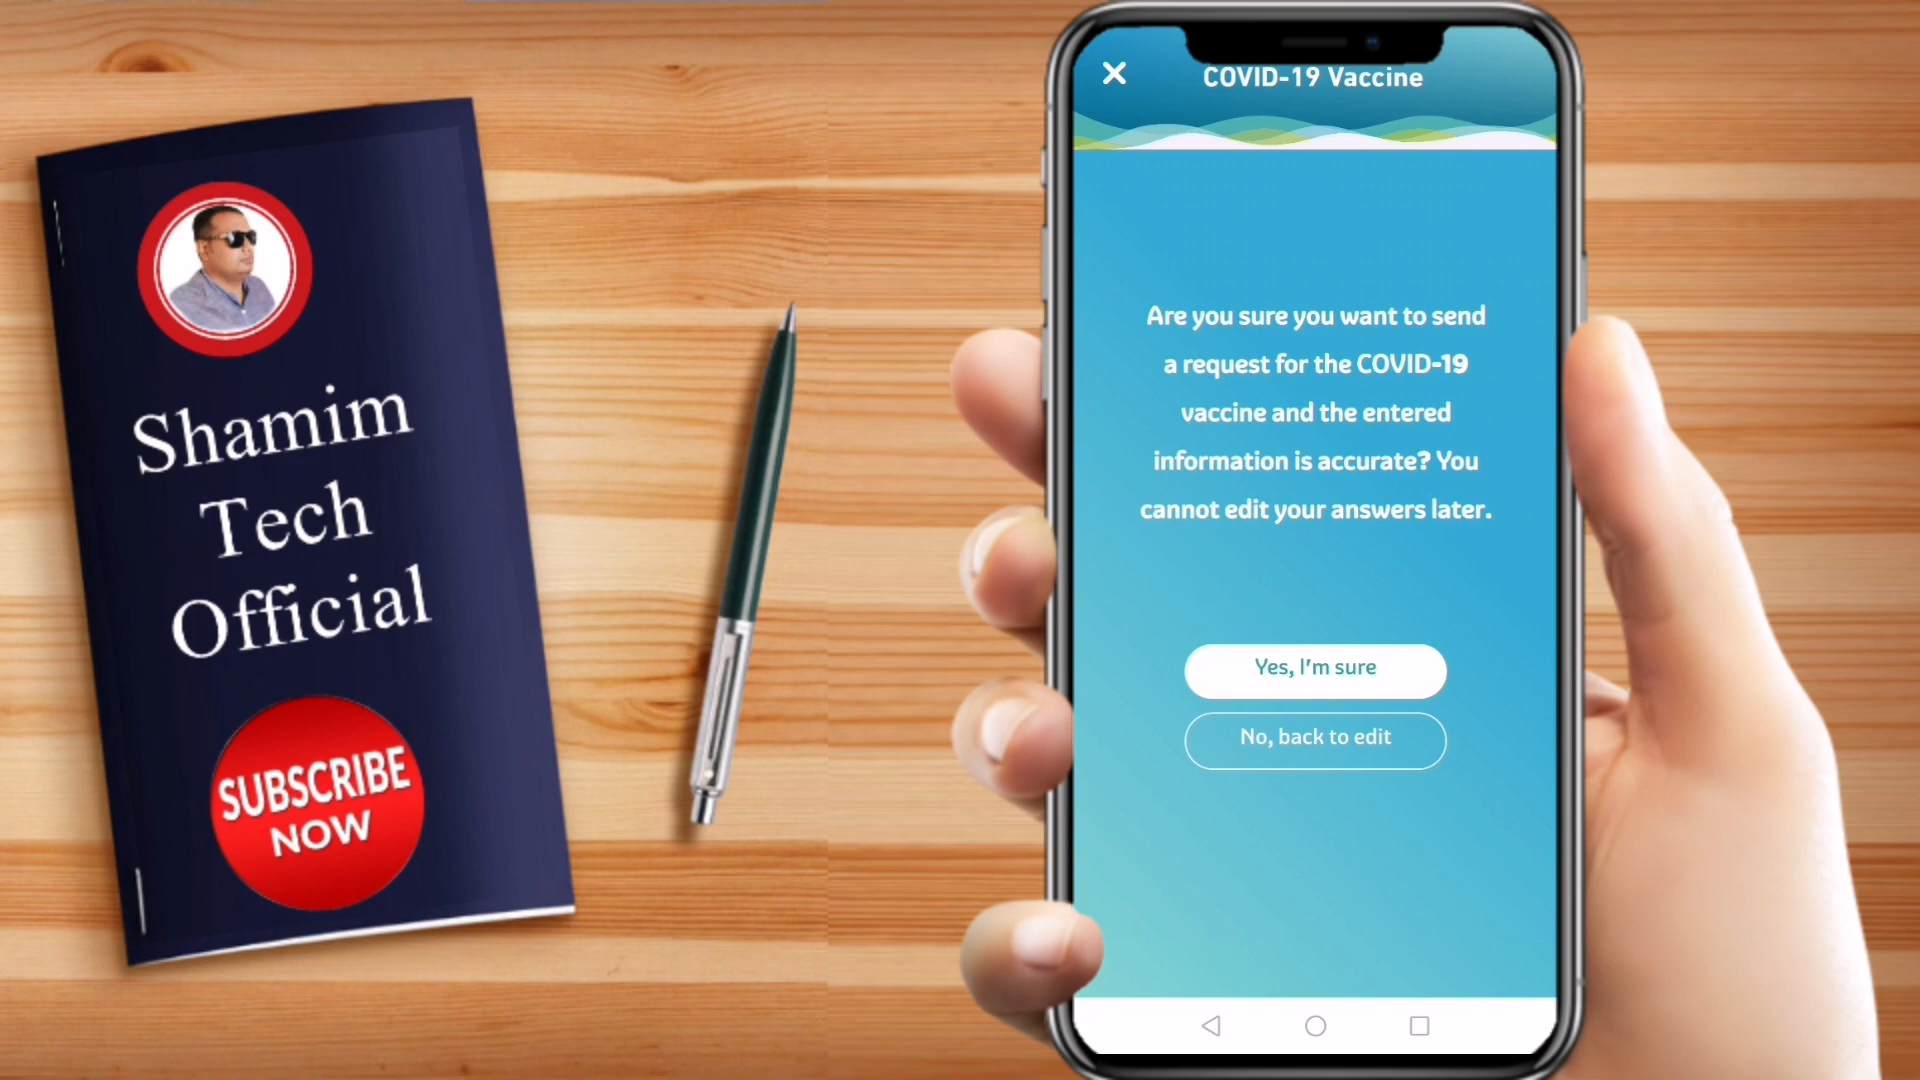 Shamim
Tech
Official
SUBSCRIBE
NOW
COVID-19 Vaccine
Are you sure you want to send
a request for the COVID-19
vaccine and the entered
information is accurate? You
cannot edit your answers later.
Yes, I'm sure
No, back to edit